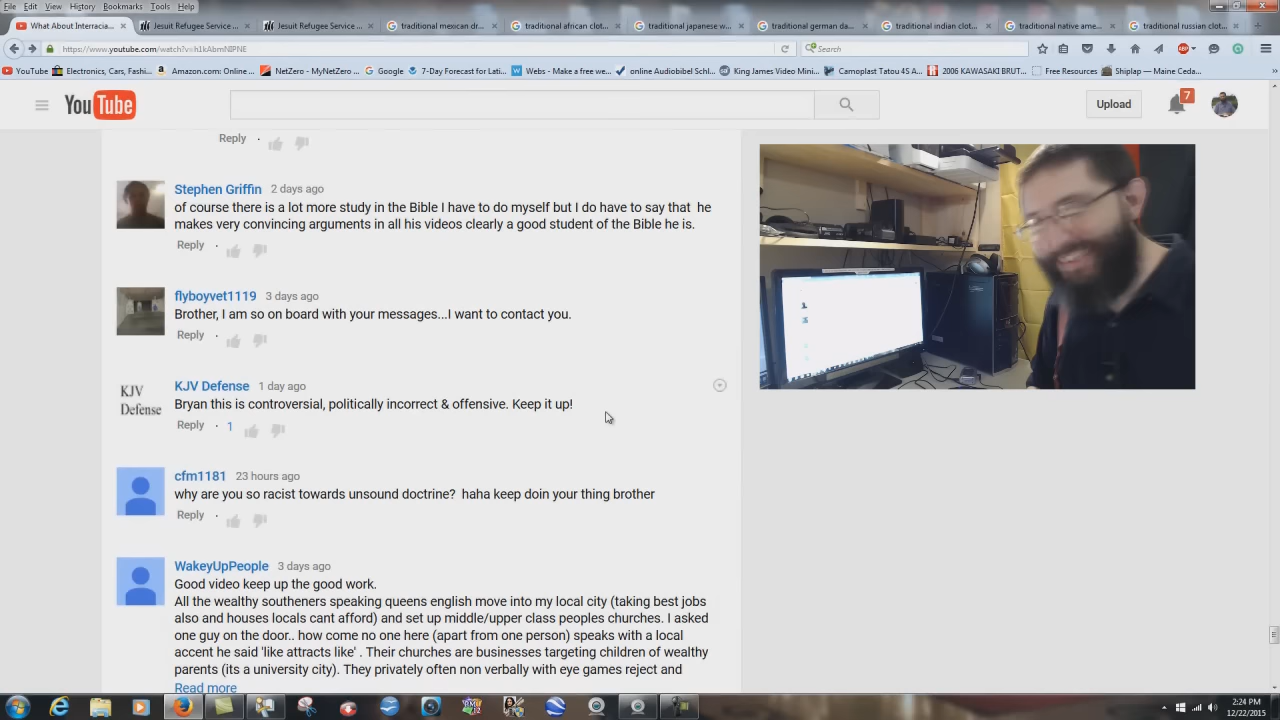 File Edit View History Bookmarks Tools Help
What About Interracia...
Jesuit Refugee Service ...
Jesuit Refugee Service ...
traditional mexcan dr...
traditional african clot...
traditional japanese w...
traditional german da...
traditional indian clot...
traditional native ame...
traditional russian clot...
https://www.youtube.com/watch?v=h1kAbmNIPNE
Search
YouTube
Electronics, Cars, Fashi...
Amazon.com: Online ...
NetZero - MyNetZero ...
Google
7-Day Forecast for Lati...
Webs - Make a free we...
online Audiobibel Schl...
King James Video Mini...
Camoplast Tatou 4S A...
2006 KAWASAKI BRUT...
Free Resources
Shiplap — Maine Ceda...
YouTube
Upload
7
Reply ·
Stephen Griffin 2 days ago
of course there is a lot more study in the Bible I have to do myself but I do have to say that he
makes very convincing arguments in all his videos clearly a good student of the Bible he is.
Reply ·
flyboyvet1119 3 days ago
Brother, I am so on board with your messages...I want to contact you.
Reply ·
KJV
Defense
KJV Defense 1 day ago
Bryan this is controversial, politically incorrect & offensive. Keep it up!
Reply · 1
cfm1181 23 hours ago
why are you so racist towards unsound doctrine? haha keep doin your thing brother
Reply ·
WakeyUpPeople 3 days ago
Good video keep up the good work.
All the wealthy southeners speaking queens english move into my local city (taking best jobs
also and houses locals cant afford) and set up middle/upper class peoples churches. I asked
one guy on the door.. how come no one here (apart from one person) speaks with a local
accent he said 'like attracts like' . Their churches are businesses targeting children of wealthy
parents (its a university city). They privately often non verbally with eye games reject and
Read more
2:24 PM
12/22/2015